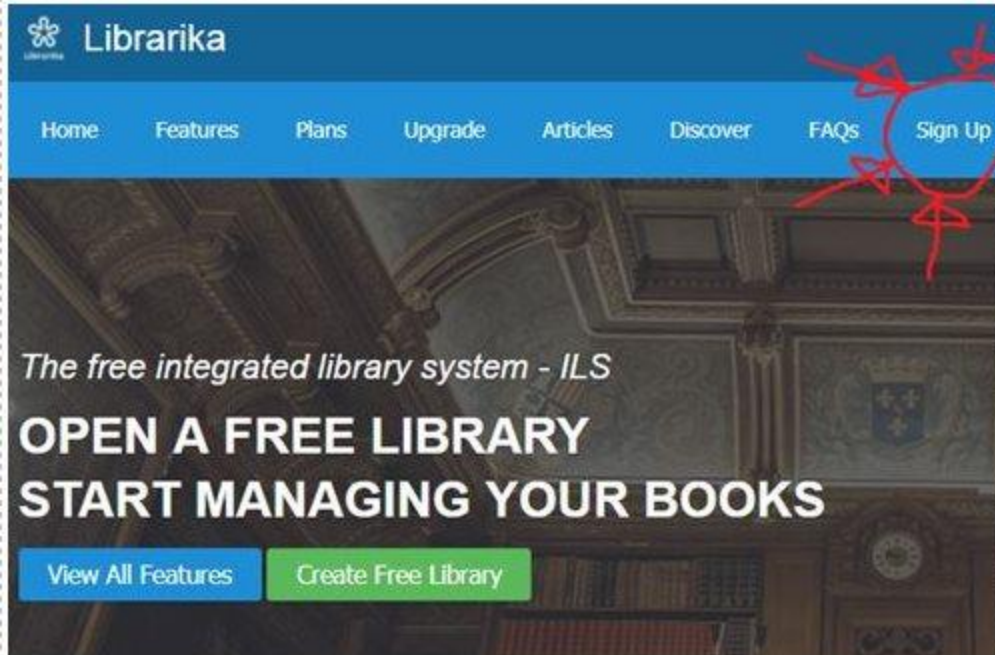 Librarika
Home Features Plans Upgrade Articles Discover FAQs Sign Up
The free integrated library system - ILS
OPEN A FREE LIBRARY
START MANAGING YOUR BOOKS
View All Features Create Free Library